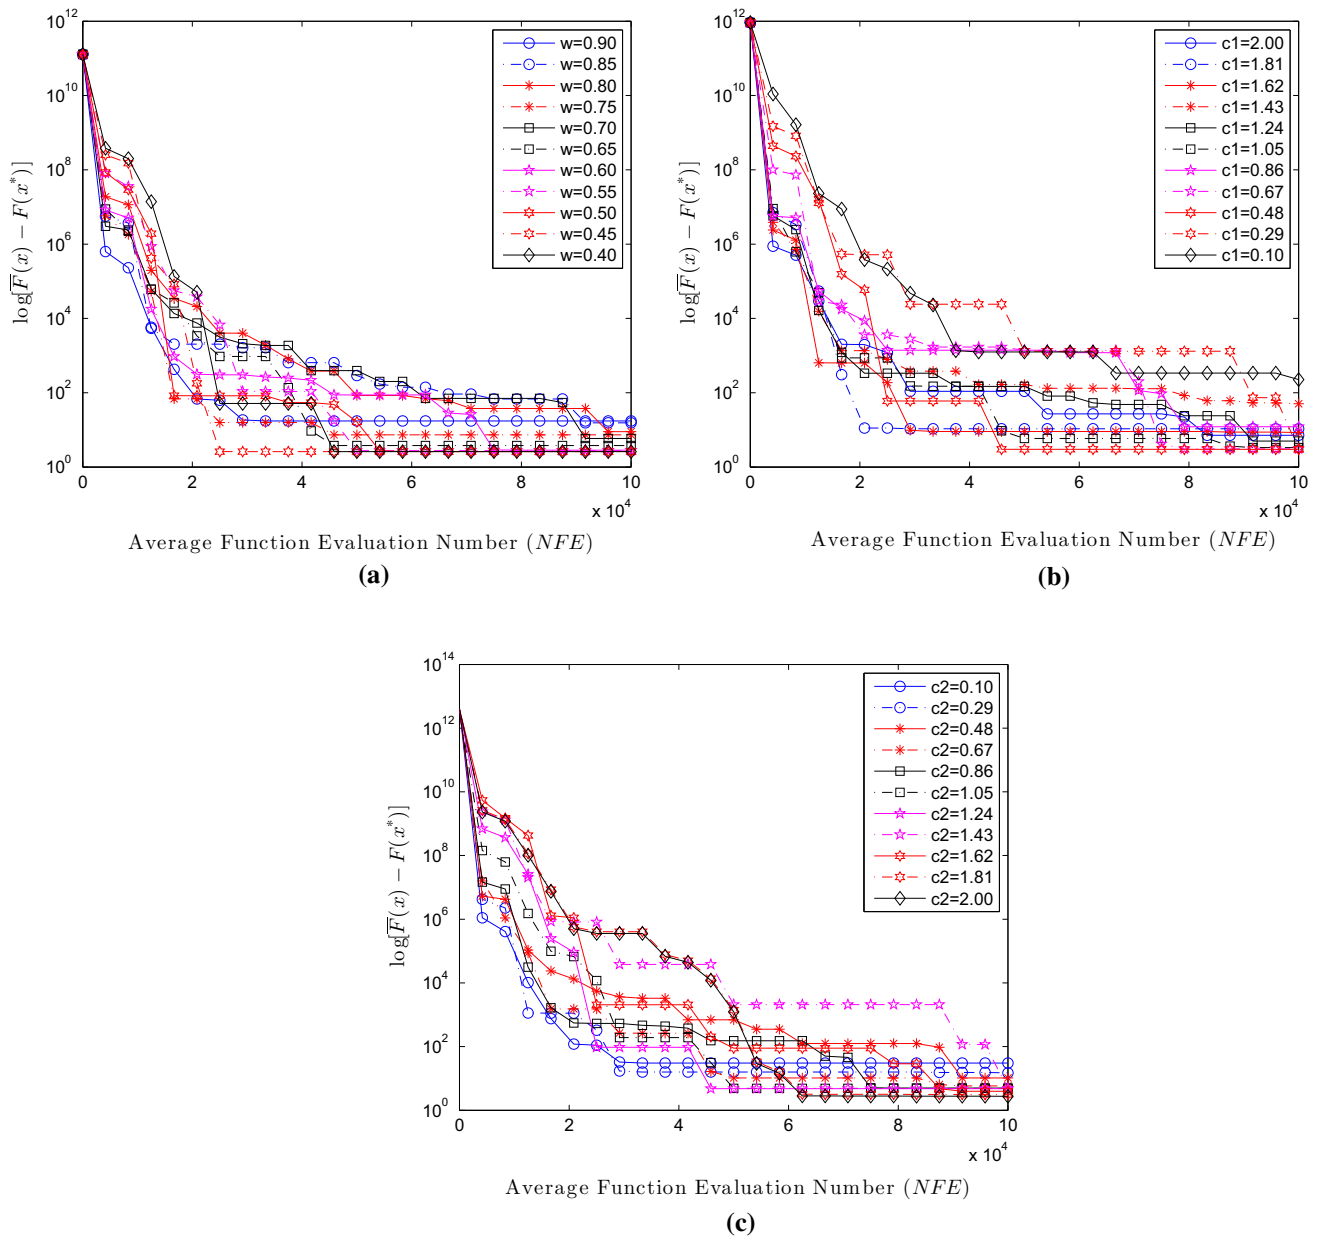 10^12
10^10
10^8
10^6
10^4
10^2
10^0
log[F̅(x) − F(x*)]
w=0.90
w=0.85
w=0.80
w=0.75
w=0.70
w=0.65
w=0.60
w=0.55
w=0.50
w=0.45
w=0.40
0 2 4 6 8 10
x 10^4
Average Function Evaluation Number (NFE)
(a)
10^12
10^10
10^8
10^6
10^4
10^2
10^0
log[F̅(x) − F(x*)]
c1=2.00
c1=1.81
c1=1.62
c1=1.43
c1=1.24
c1=1.05
c1=0.86
c1=0.67
c1=0.48
c1=0.29
c1=0.10
0 2 4 6 8 10
x 10^4
Average Function Evaluation Number (NFE)
(b)
10^14
10^12
10^10
10^8
10^6
10^4
10^2
10^0
log[F̅(x) − F(x*)]
c2=0.10
c2=0.29
c2=0.48
c2=0.67
c2=0.86
c2=1.05
c2=1.24
c2=1.43
c2=1.62
c2=1.81
c2=2.00
0 2 4 6 8 10
x 10^4
Average Function Evaluation Number (NFE)
(c)